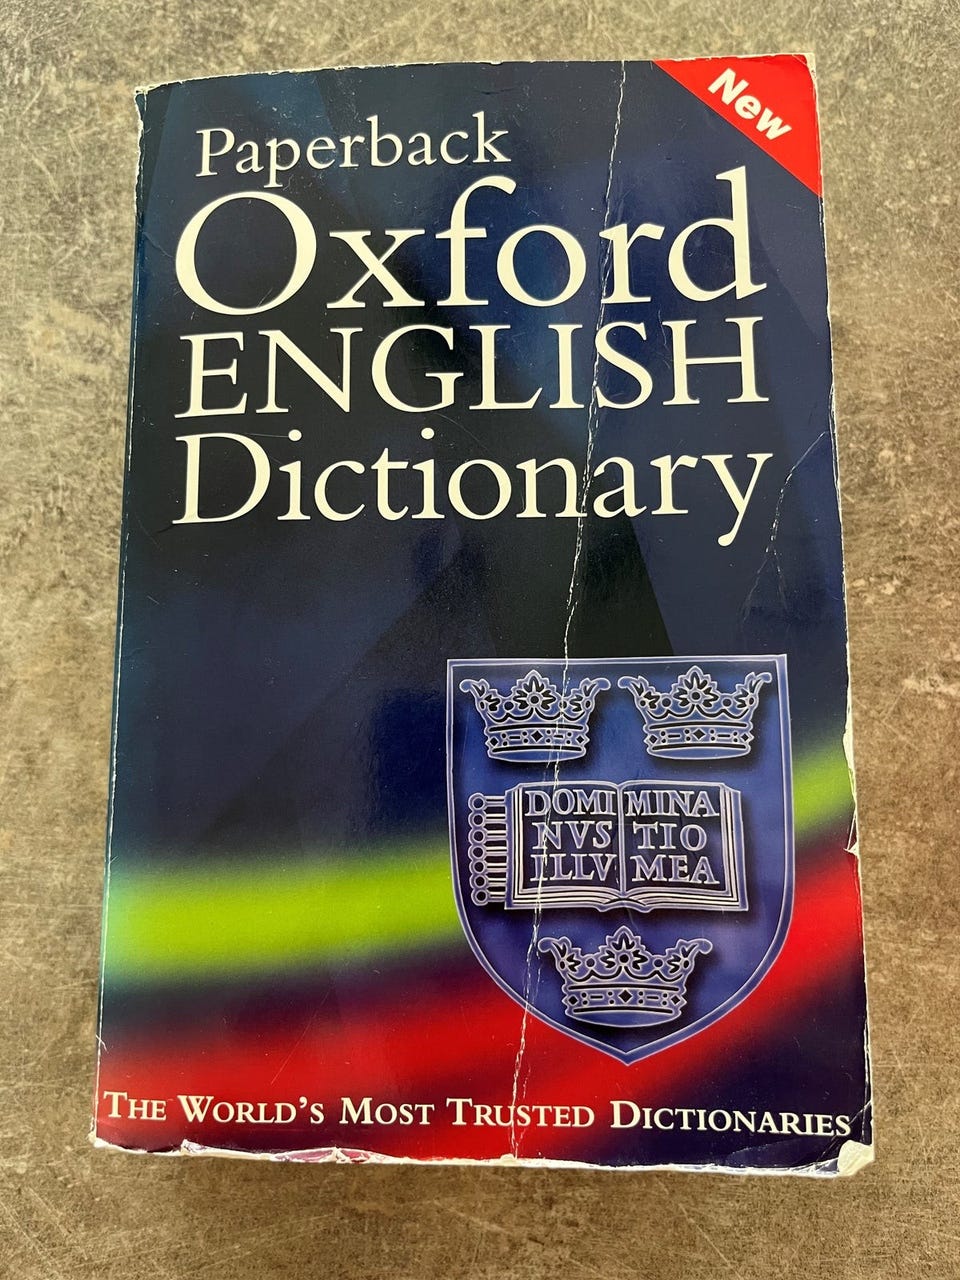 New
Paperback
Oxford
ENGLISH
Dictionary
DOMI MINA
NVS TIO
ILLV MEA
THE WORLD'S MOST TRUSTED DICTIONARIES